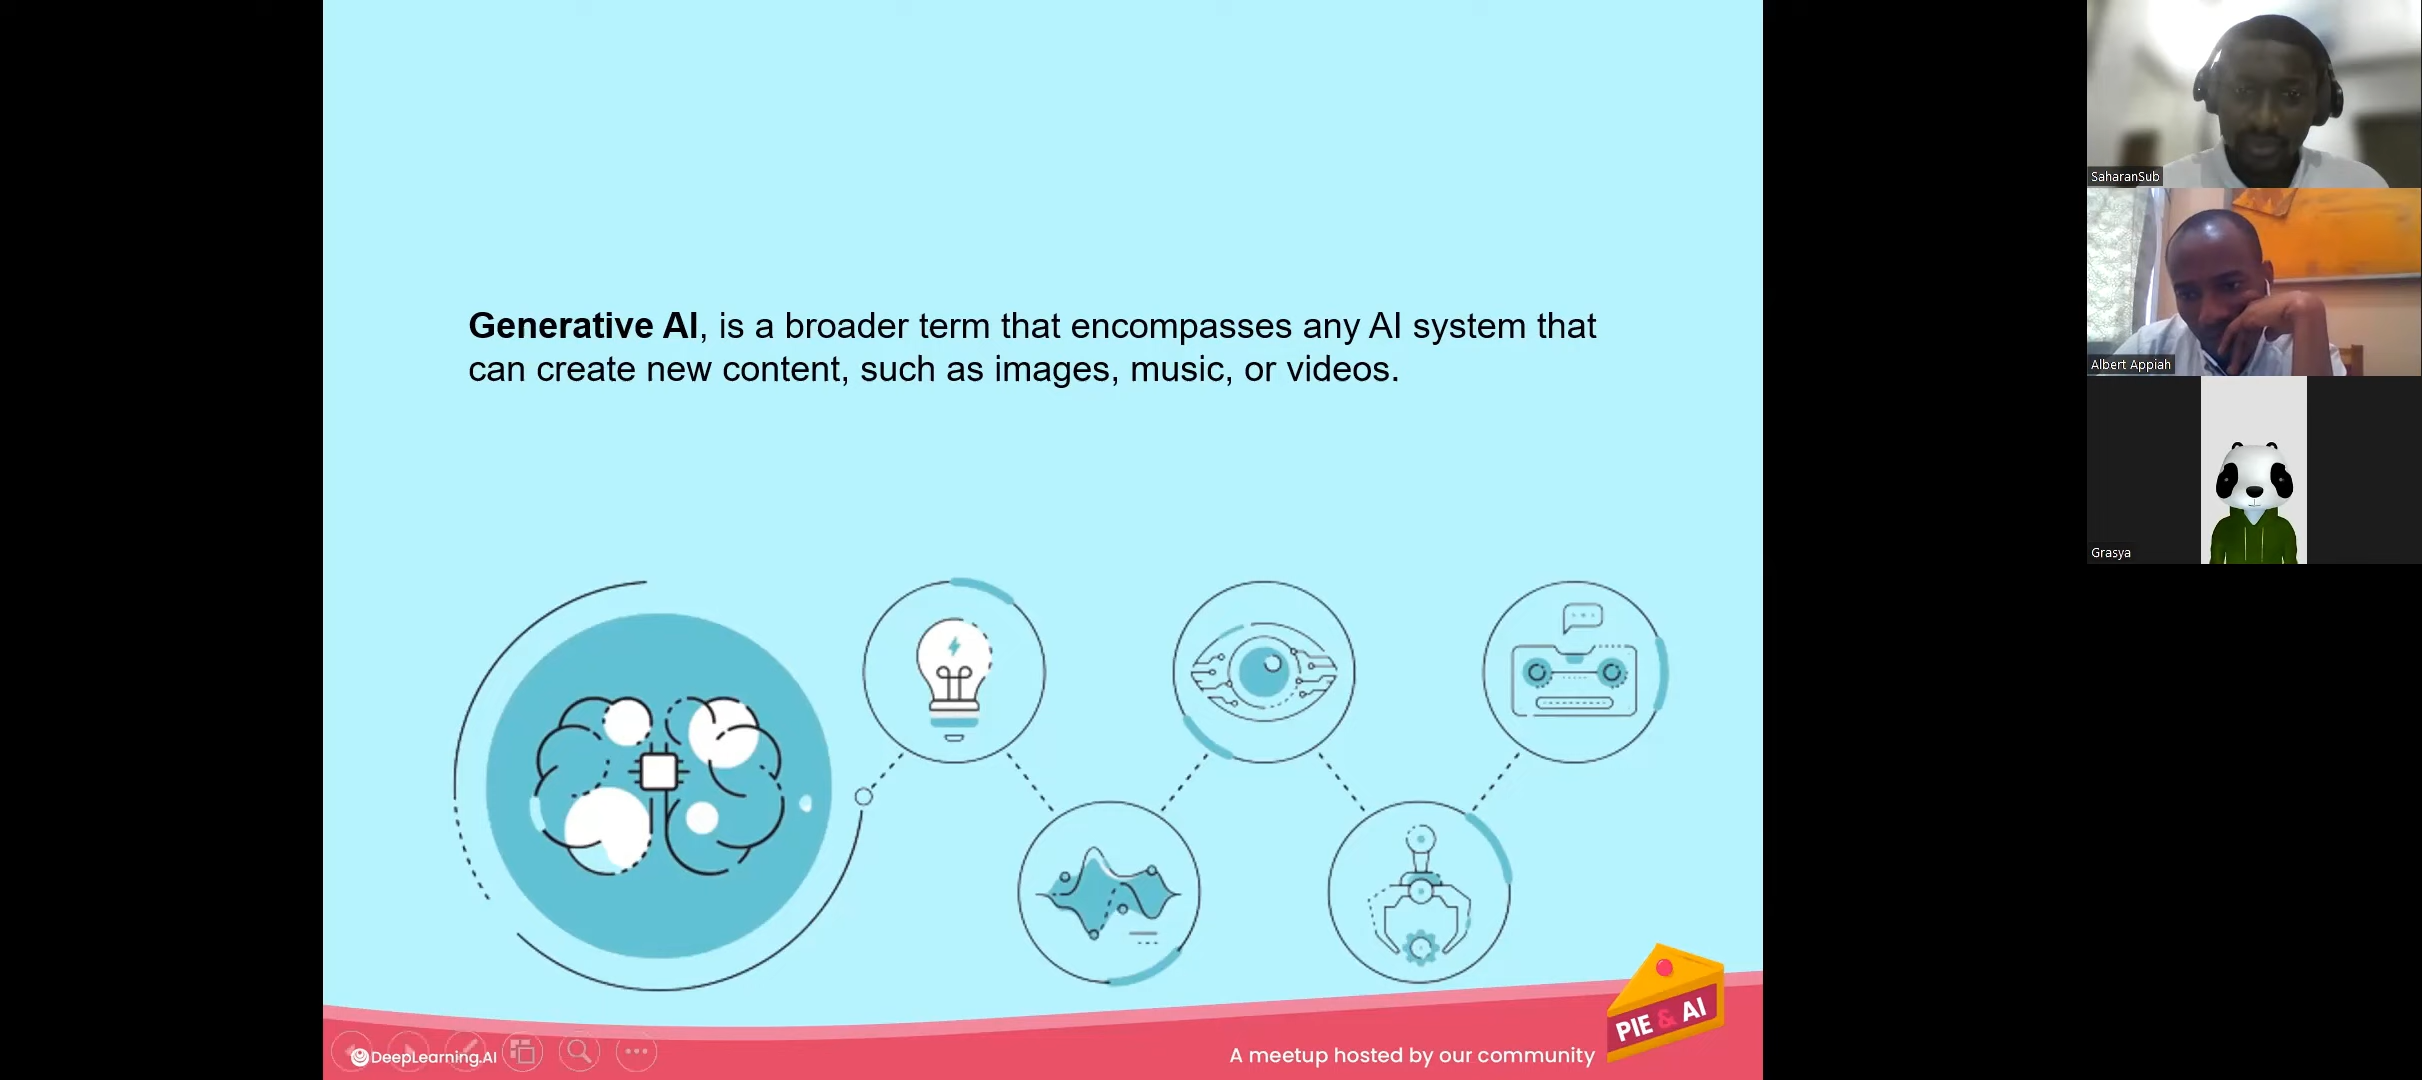 Generative AI, is a broader term that encompasses any AI system that
can create new content, such as images, music, or videos.
DeepLearning.AI
A meetup hosted by our community
PIE & AI
SaharanSub
Albert Appiah
Grasya